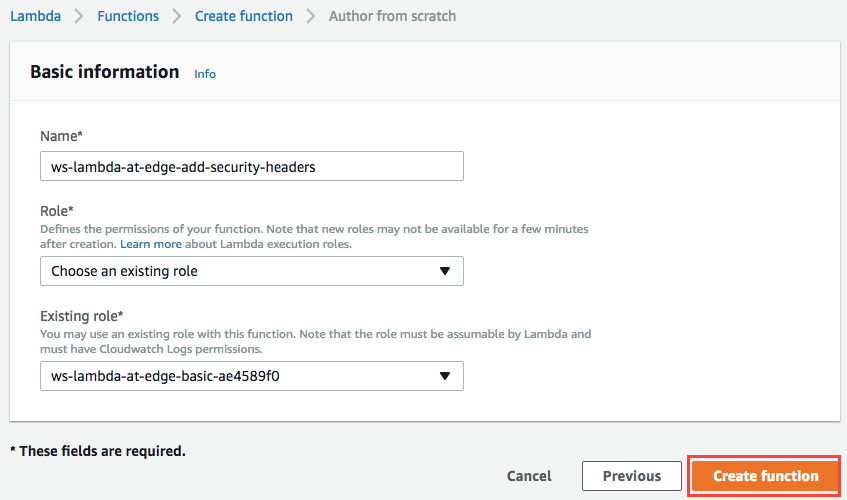 Lambda > Functions > Create function > Author from scratch
Basic information Info
Name*
ws-lambda-at-edge-add-security-headers
Role*
Defines the permissions of your function. Note that new roles may not be available for a few minutes
after creation. Learn more about Lambda execution roles.
Choose an existing role
Existing role*
You may use an existing role with this function. Note that the role must be assumable by Lambda and
must have Cloudwatch Logs permissions.
ws-lambda-at-edge-basic-ae4589f0
* These fields are required.
Cancel Previous Create function